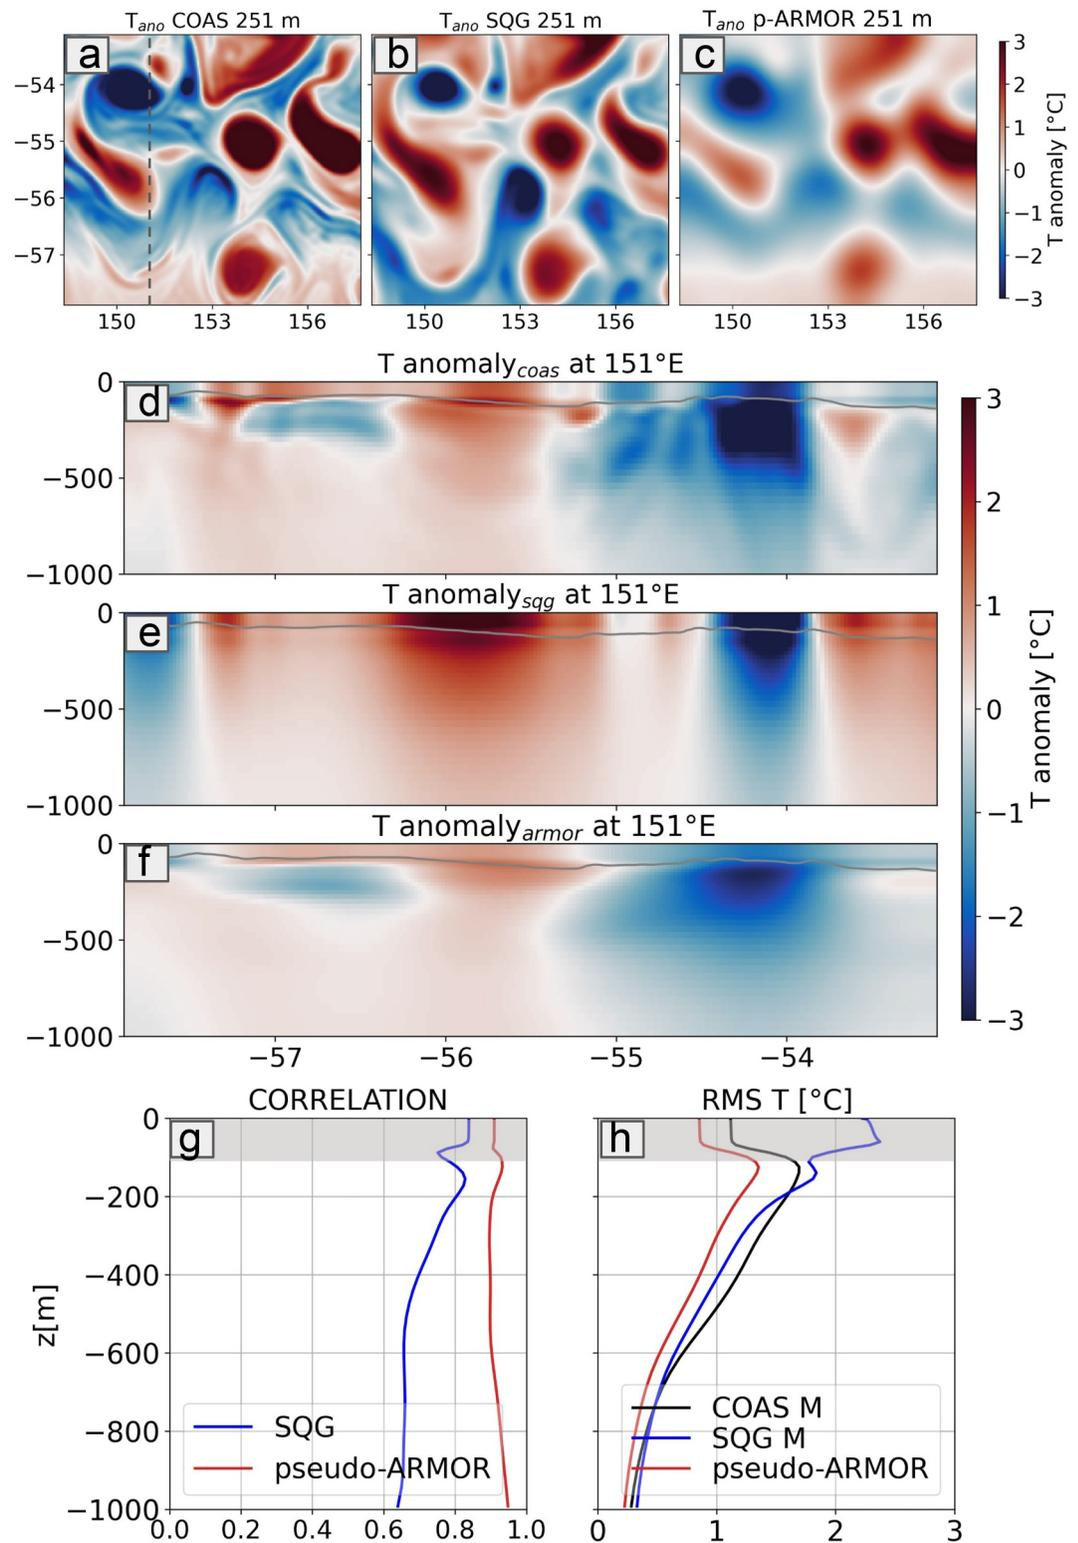 T_ano COAS 251 m
T_ano SQG 251 m
T_ano p-ARMOR 251 m
a
b
c
−54
−55
−56
−57
150 153 156
150 153 156
150 153 156
3
2
1
0
−1
−2
−3
T anomaly [°C]
T anomaly_coas at 151°E
d
0
−500
−1000
T anomaly_sqg at 151°E
e
0
−500
−1000
T anomaly_armor at 151°E
f
0
−500
−1000
−57 −56 −55 −54
3
2
1
0
−1
−2
−3
T anomaly [°C]
CORRELATION
g
0
−200
−400
−600
−800
−1000
z[m]
SQG
pseudo-ARMOR
0.0 0.2 0.4 0.6 0.8 1.0
RMS T [°C]
h
COAS M
SQG M
pseudo-ARMOR
0 1 2 3